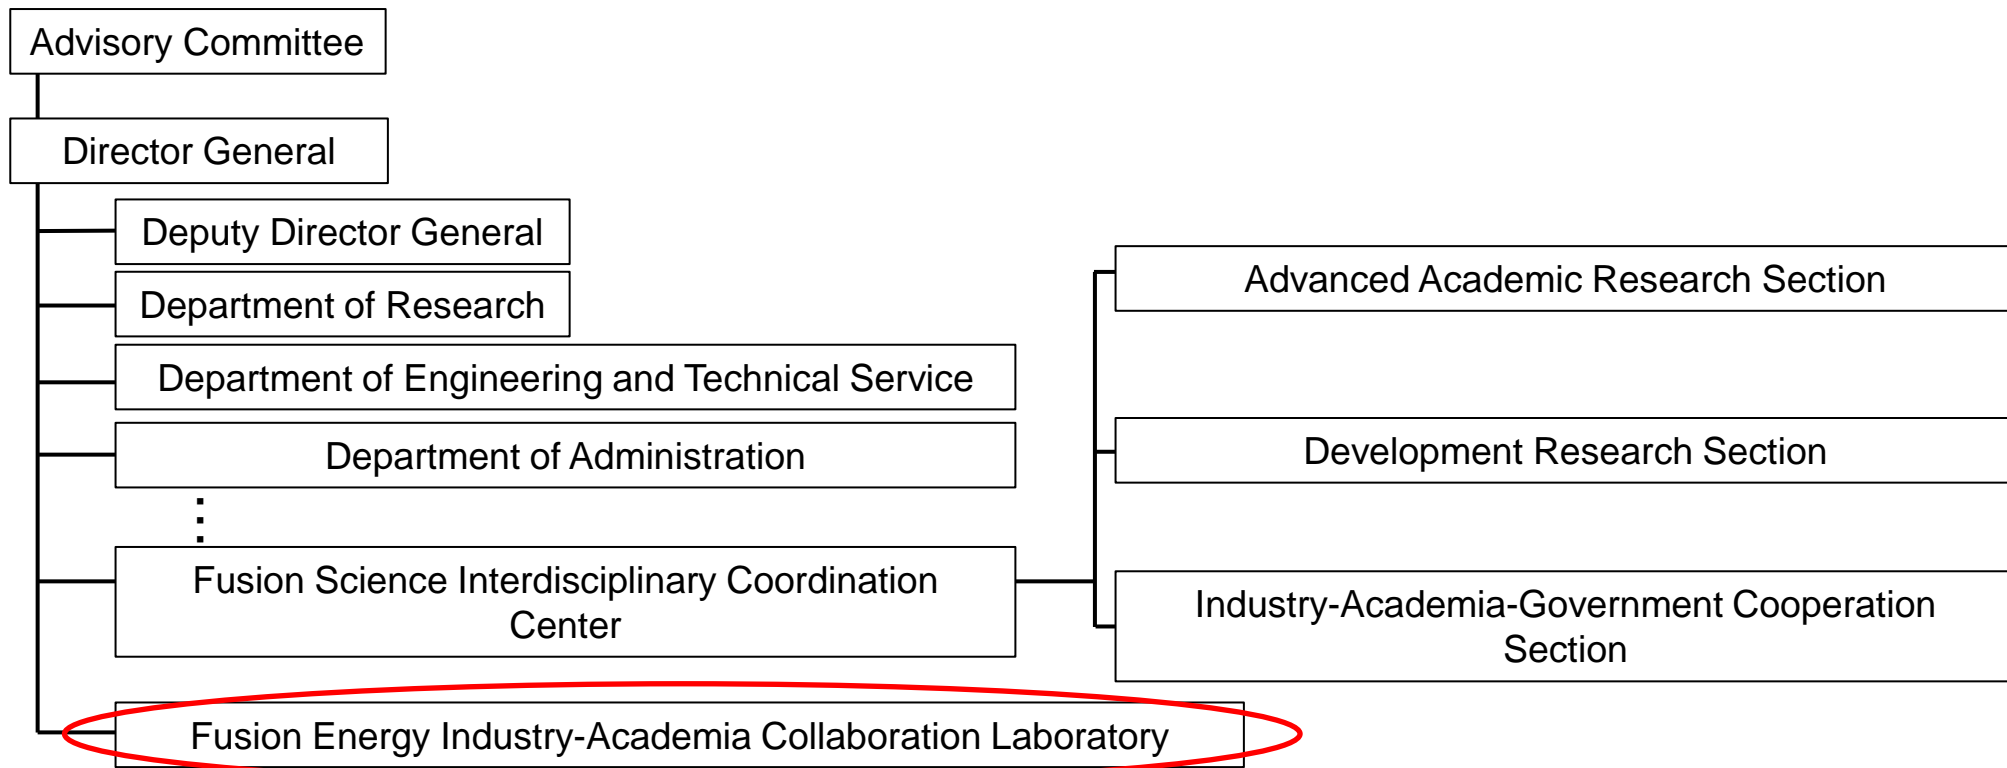 Advisory Committee
Director General
Deputy Director General
Department of Research
Department of Engineering and Technical Service
Department of Administration
Fusion Science Interdisciplinary Coordination
Center
Fusion Energy Industry-Academia Collaboration Laboratory
Advanced Academic Research Section
Development Research Section
Industry-Academia-Government Cooperation
Section